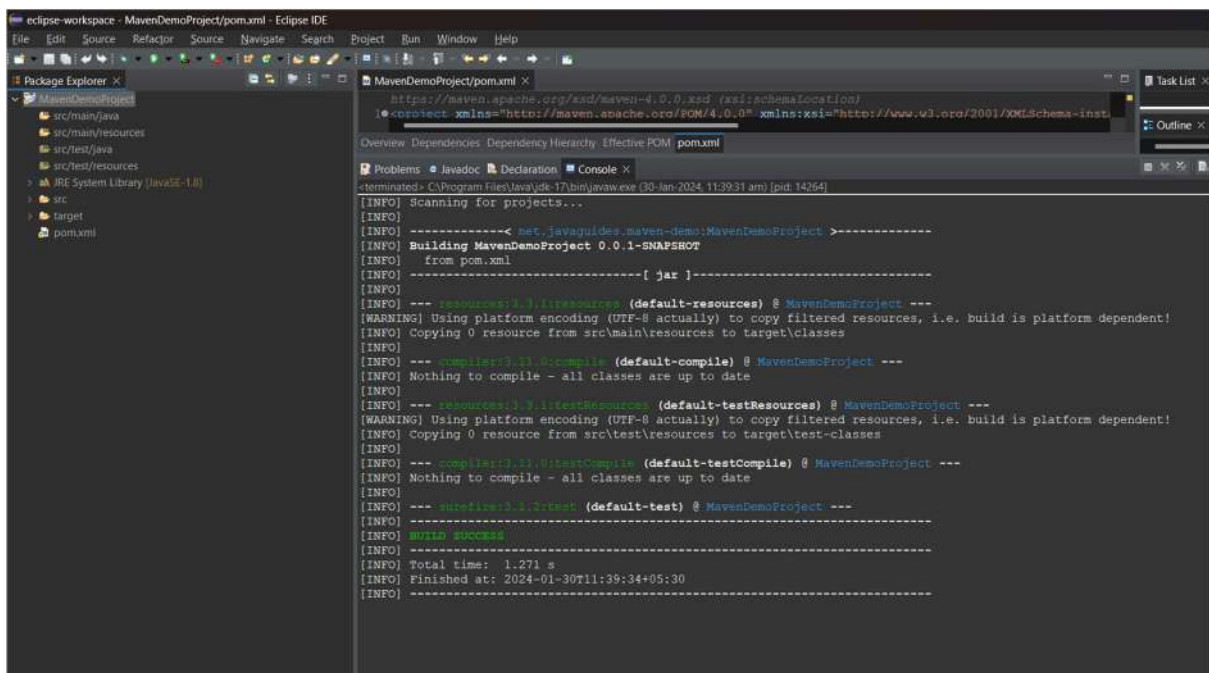 eclipse-workspace - MavenDemoProject/pom.xml - Eclipse IDE
File Edit Source Refactor Source Navigate Search Project Run Window Help
Package Explorer ×
MavenDemoProject
src/main/java
src/main/resources
src/test/java
src/test/resources
JRE System Library [JavaSE-1.8]
src
target
pom.xml
MavenDemoProject/pom.xml ×
https://maven.apache.org/xsd/maven-4.0.0.xsd (xsi:schemaLocation)
1 <project xmlns="http://maven.apache.org/POM/4.0.0" xmlns:xsi="http://www.w3.org/2001/XMLSchema-inst
Overview Dependencies Dependency Hierarchy Effective POM pom.xml
Task List ×
Outline ×
Problems Javadoc Declaration Console ×
<terminated> C:\Program Files\Java\jdk-17\bin\javaw.exe (30-Jan-2024, 11:39:31 am) [pid: 14264]
[INFO] Scanning for projects...
[INFO]
[INFO] -------------< net.javaguides.maven-demo:MavenDemoProject >-------------
[INFO] Building MavenDemoProject 0.0.1-SNAPSHOT
[INFO]   from pom.xml
[INFO] --------------------------------[ jar ]---------------------------------
[INFO]
[INFO] --- resources:3.3.1:resources (default-resources) @ MavenDemoProject ---
[WARNING] Using platform encoding (UTF-8 actually) to copy filtered resources, i.e. build is platform dependent!
[INFO] Copying 0 resource from src\main\resources to target\classes
[INFO]
[INFO] --- compiler:3.11.0:compile (default-compile) @ MavenDemoProject ---
[INFO] Nothing to compile - all classes are up to date
[INFO]
[INFO] --- resources:3.3.1:testResources (default-testResources) @ MavenDemoProject ---
[WARNING] Using platform encoding (UTF-8 actually) to copy filtered resources, i.e. build is platform dependent!
[INFO] Copying 0 resource from src\test\resources to target\test-classes
[INFO]
[INFO] --- compiler:3.11.0:testCompile (default-testCompile) @ MavenDemoProject ---
[INFO] Nothing to compile - all classes are up to date
[INFO]
[INFO] --- surefire:3.1.2:test (default-test) @ MavenDemoProject ---
[INFO] ------------------------------------------------------------------------
[INFO] BUILD SUCCESS
[INFO] ------------------------------------------------------------------------
[INFO] Total time:  1.271 s
[INFO] Finished at: 2024-01-30T11:39:34+05:30
[INFO] ------------------------------------------------------------------------